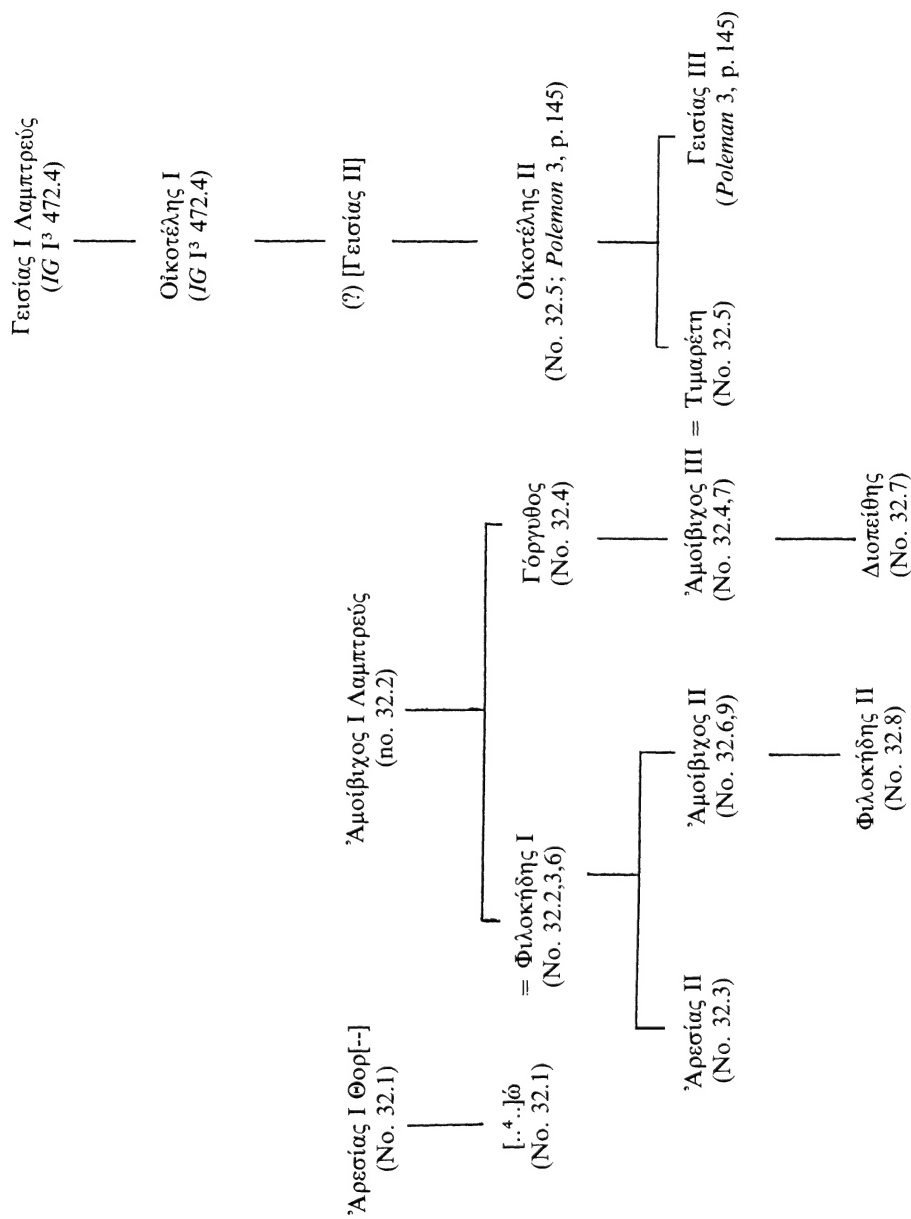 Γεισίας I Λαμπτρεύς
(IG I³ 472.4)
Οἰκοτέλης I
(IG I³ 472.4)
Ἀρεσίας I Θορ[--]
(No. 32.1)
Ἀμοίβιχος I Λαμπτρεύς
(no. 32.2)
(?) [Γεισίας II]
[..⁴..]ώ
(No. 32.1)
= Φιλοκήδης I
(No. 32.2,3,6)
Γόργυθος
(No. 32.4)
Οἰκοτέλης II
(No. 32.5; Polemon 3, p. 145)
Ἀρεσίας II
(No. 32.3)
Ἀμοίβιχος II
(No. 32.6,9)
Ἀμοίβιχος III = Τιμαρέτη
(No. 32.4,7) (No. 32.5)
Γεισίας III
(Poleman 3, p. 145)
Φιλοκήδης II
(No. 32.8)
Διοπείθης
(No. 32.7)